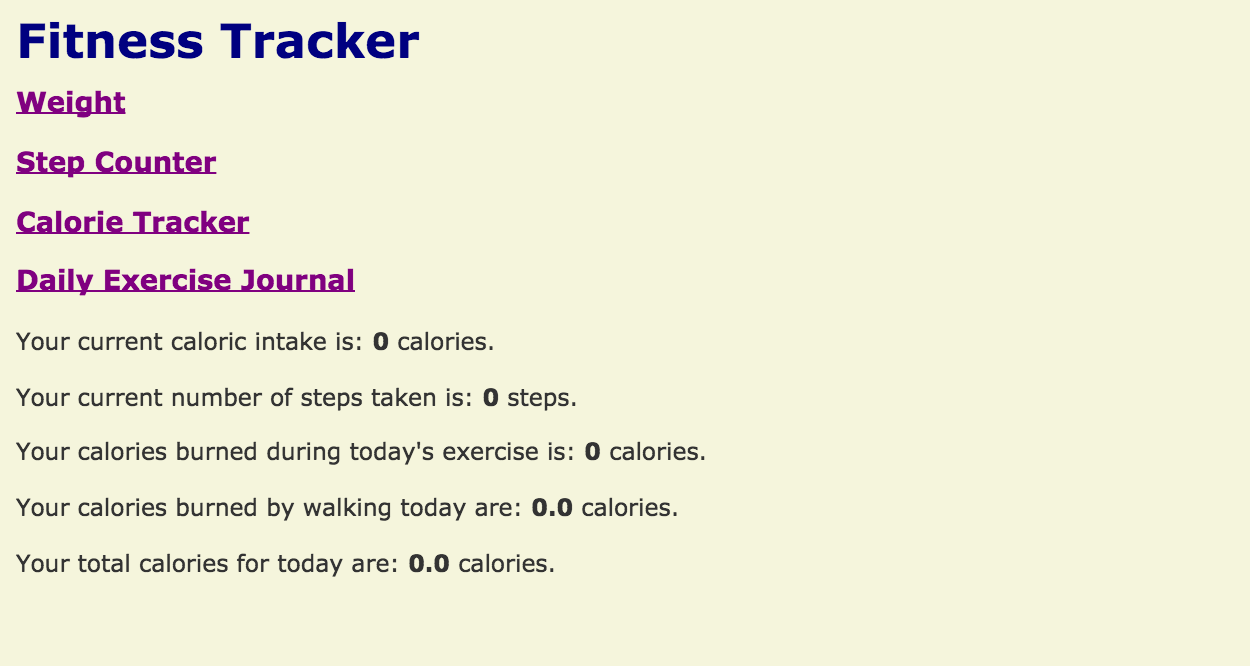 Fitness Tracker
Weight
Step Counter
Calorie Tracker
Daily Exercise Journal
Your current caloric intake is: 0 calories.
Your current number of steps taken is: 0 steps.
Your calories burned during today's exercise is: 0 calories.
Your calories burned by walking today are: 0.0 calories.
Your total calories for today are: 0.0 calories.